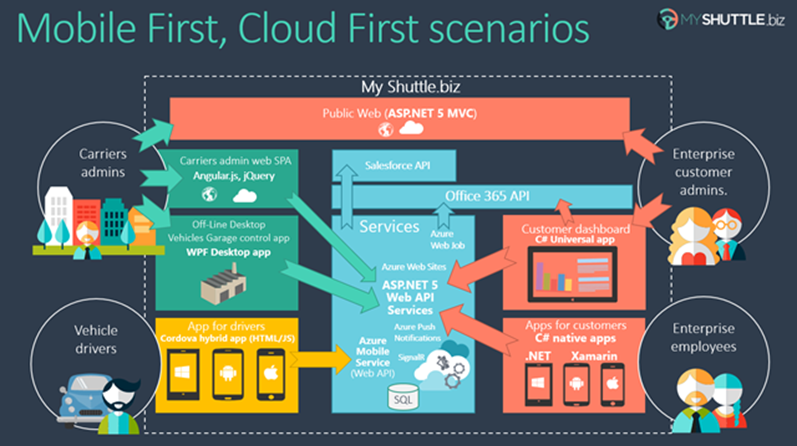 Mobile First, Cloud First scenarios
MYSHUTTLE.biz
My Shuttle.biz
Public Web (ASP.NET 5 MVC)
Carriers
admins
Carriers admin web SPA
Angular.js, jQuery
Salesforce API
Office 365 API
Enterprise
customer
admins.
Off-Line Desktop
Vehicles Garage control app
WPF Desktop app
Services
Azure
Web Job
Azure Web Sites
ASP.NET 5
Web API
Services
Customer dashboard
C# Universal app
Vehicle
drivers
App for drivers
Cordova hybrid app (HTML/JS)
Azure
Mobile
Service
(Web API)
Azure Push
Notifications
SignalR
SQL
Apps for customers
C# native apps
.NET
Xamarin
Enterprise
employees